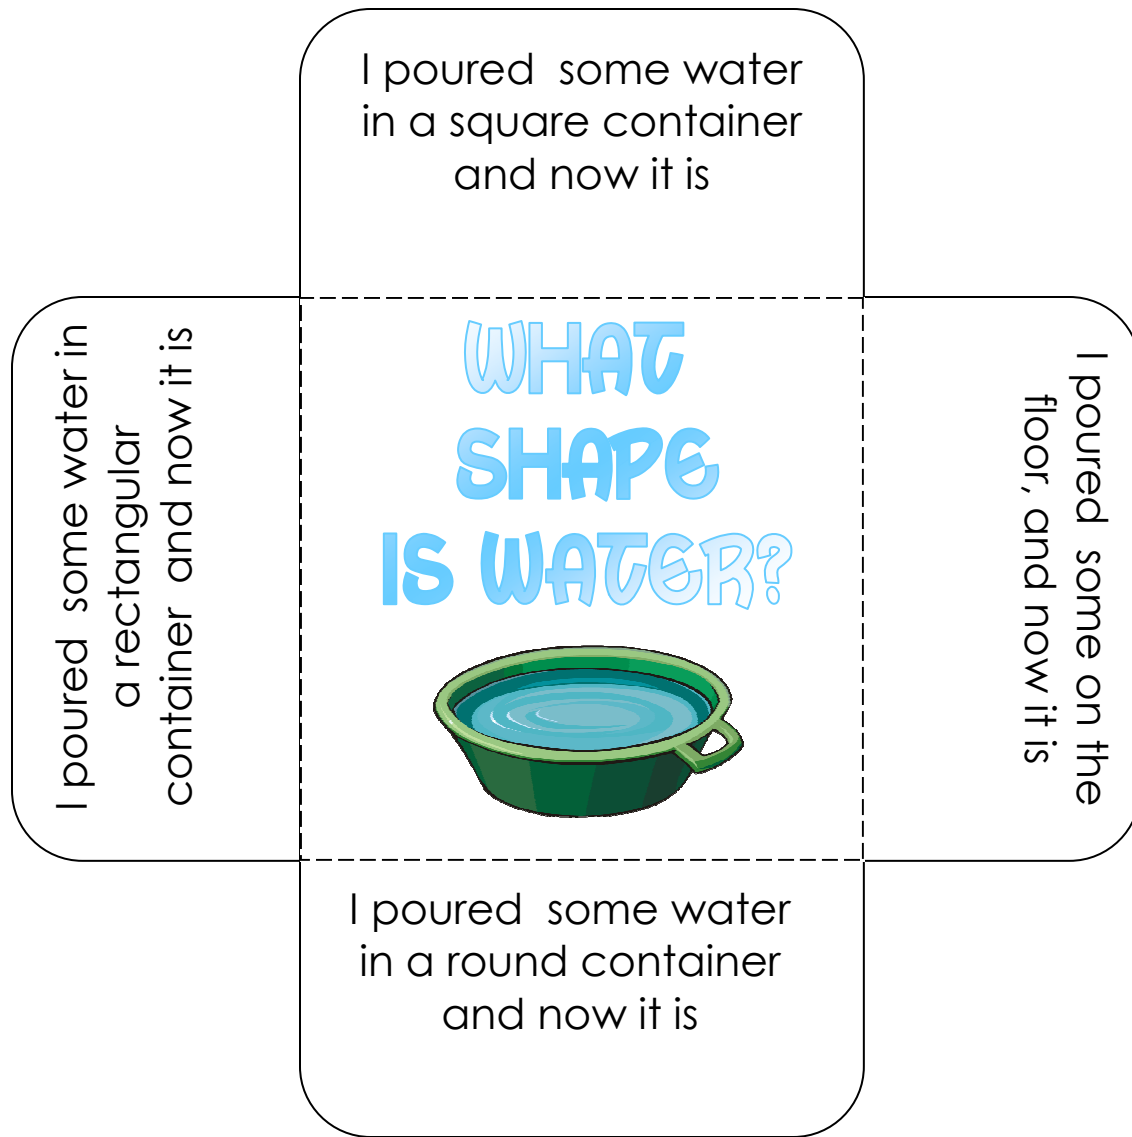 I poured some water
in a square container
and now it is
I poured some water in
a rectangular
container and now it is
WHAT
SHAPE
IS WATER?
I poured some on the
floor, and now it is
I poured some water
in a round container
and now it is